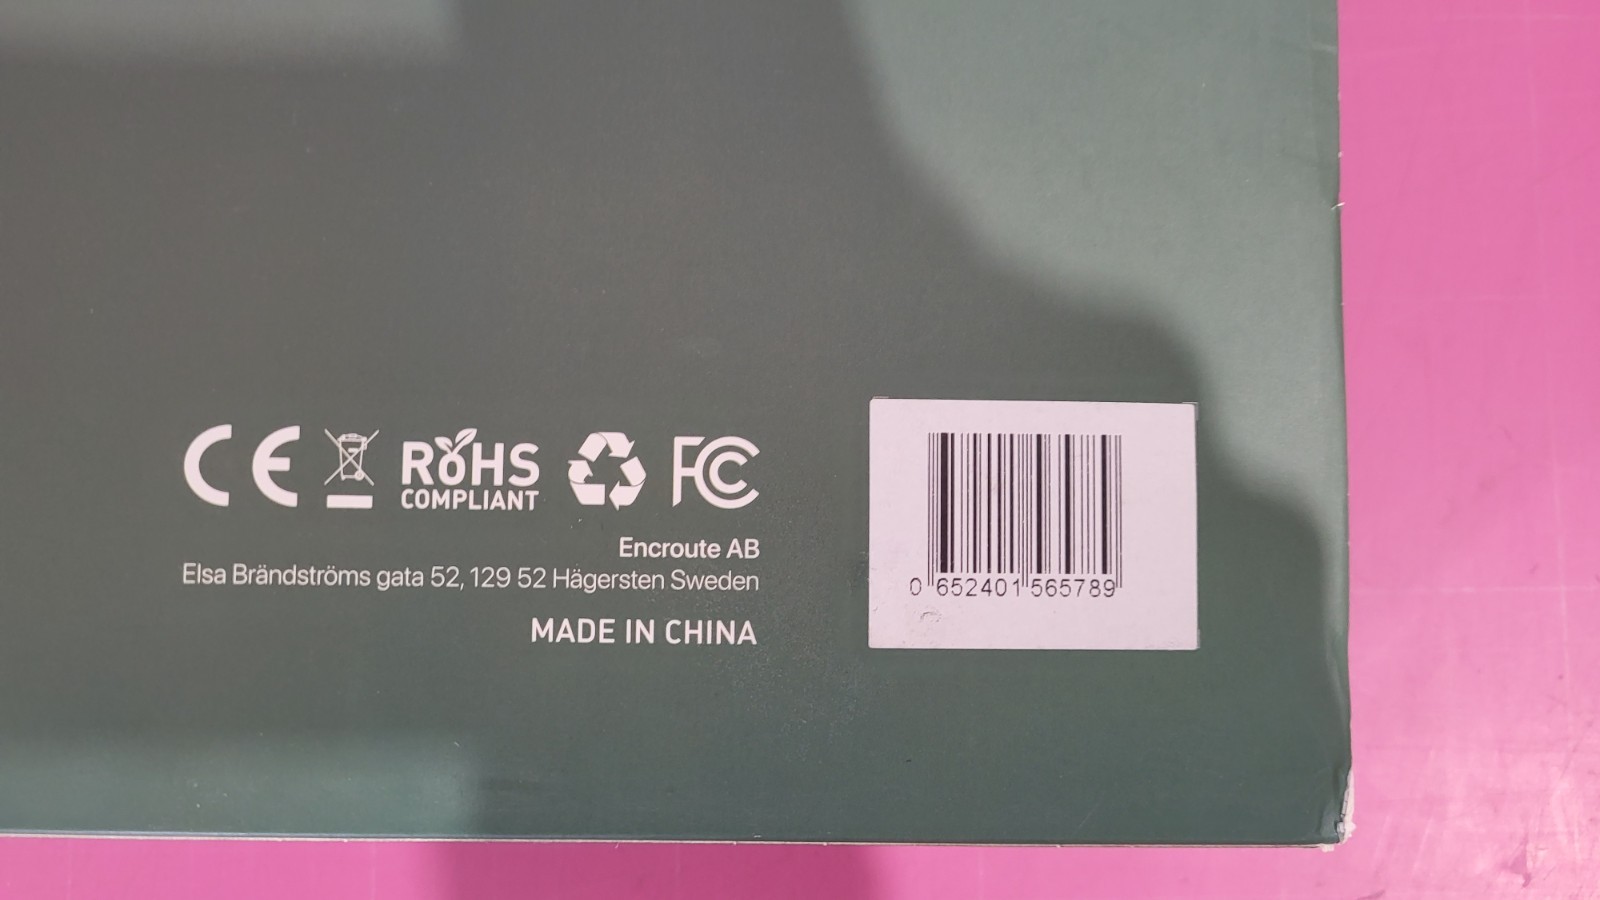 CE RoHS FC
COMPLIANT
Encroute AB
Elsa Brändströms gata 52, 129 52 Hägersten Sweden
MADE IN CHINA
0 652401 565789